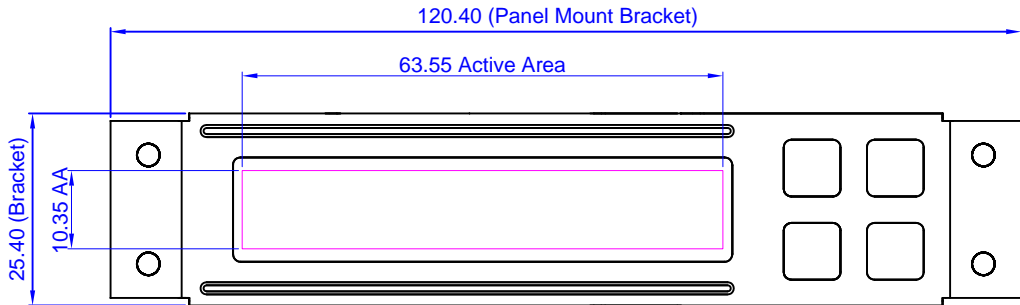 120.40 (Panel Mount Bracket)
63.55 Active Area
25.40 (Bracket)
10.35 AA